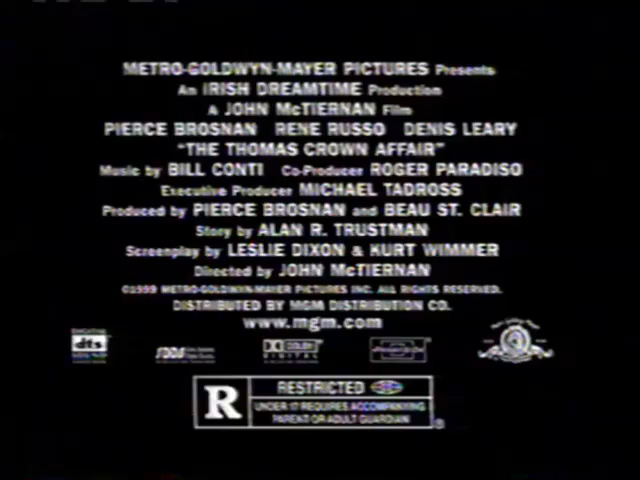 METRO-GOLDWYN-MAYER PICTURES Presents
An IRISH DREAMTIME Production
A JOHN McTIERNAN Film
PIERCE BROSNAN RENE RUSSO DENIS LEARY
"THE THOMAS CROWN AFFAIR"
Music by BILL CONTI Co-Producer ROGER PARADISO
Executive Producer MICHAEL TADROSS
Produced by PIERCE BROSNAN and BEAU ST. CLAIR
Story by ALAN R. TRUSTMAN
Screenplay by LESLIE DIXON & KURT WIMMER
Directed by JOHN McTIERNAN
©1999 METRO-GOLDWYN-MAYER PICTURES INC. ALL RIGHTS RESERVED.
DISTRIBUTED BY MGM DISTRIBUTION CO.
www.mgm.com
DIGITAL
dts
DOLBY
DIGITAL
R
RESTRICTED
UNDER 17 REQUIRES ACCOMPANYING
PARENT OR ADULT GUARDIAN
®